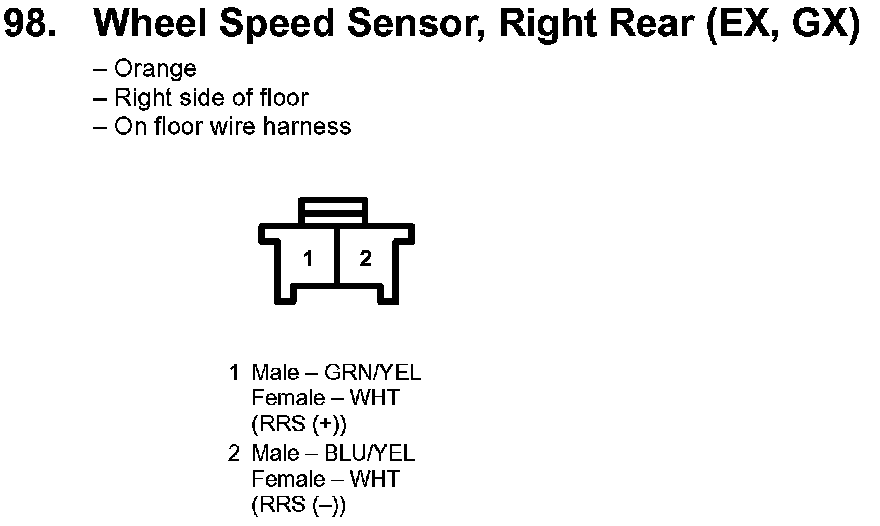 98. Wheel Speed Sensor, Right Rear (EX, GX)
– Orange
– Right side of floor
– On floor wire harness
1 2
1 Male – GRN/YEL
Female – WHT
(RRS (+))
2 Male – BLU/YEL
Female – WHT
(RRS (–))